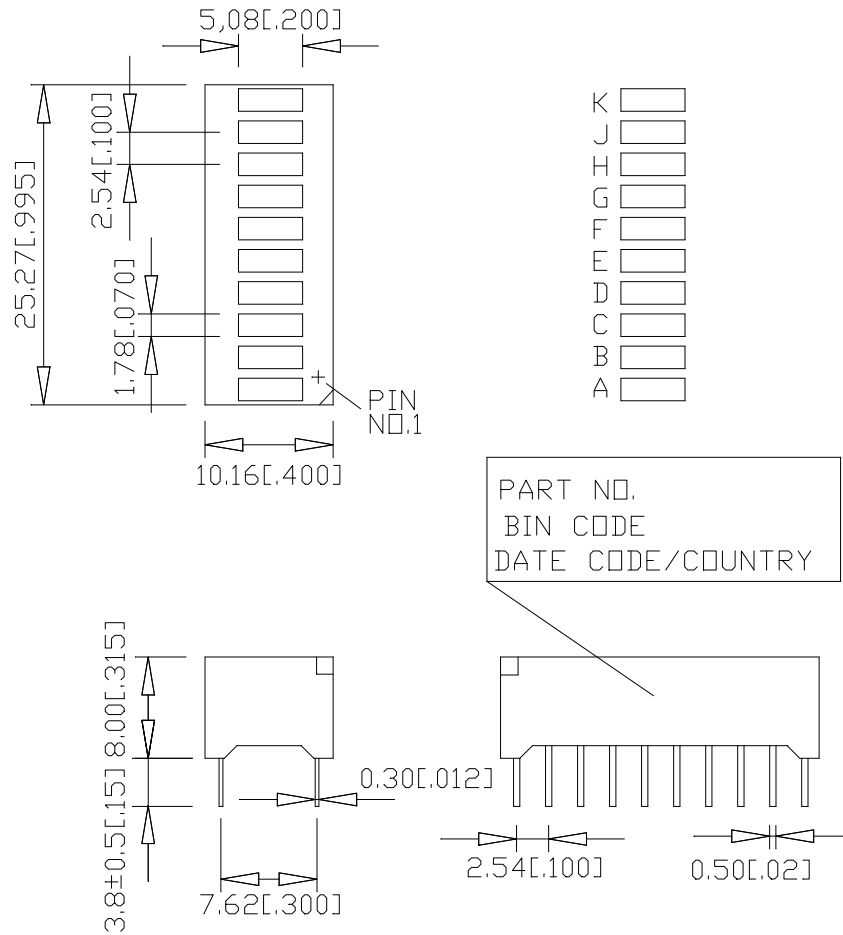 5,08[.200]
25.27[.995]
2.54[.100]
1.78[.070]
PIN
NO.1
10.16[.400]
K
J
H
G
F
E
D
C
B
A
PART NO.
BIN CODE
DATE CODE/COUNTRY
8.00[.315]
3.8±0.5[.15]
0.30[.012]
7.62[.300]
2.54[.100]
0.50[.02]